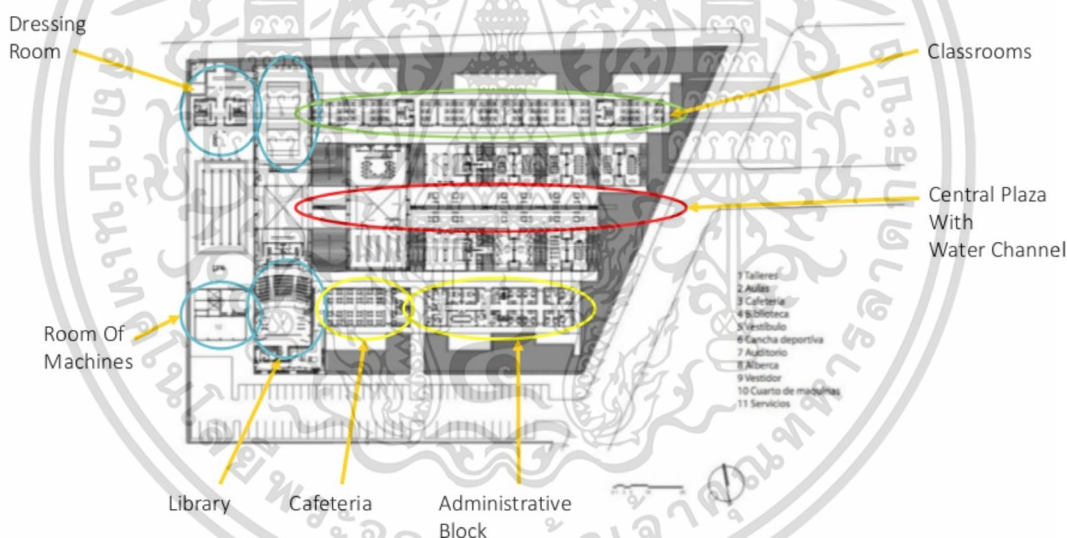 Dressing
Room
Classrooms
Central Plaza
With
Water Channel
1 Talleres
2 Aulas
3 Cafetería
4 Biblioteca
5 Vestíbulo
6 Cancha deportiva
7 Auditorio
8 Alberca
9 Vestidor
10 Cuarto de maquinas
11 Servicios
Room Of
Machines
Library
Cafeteria
Administrative
Block